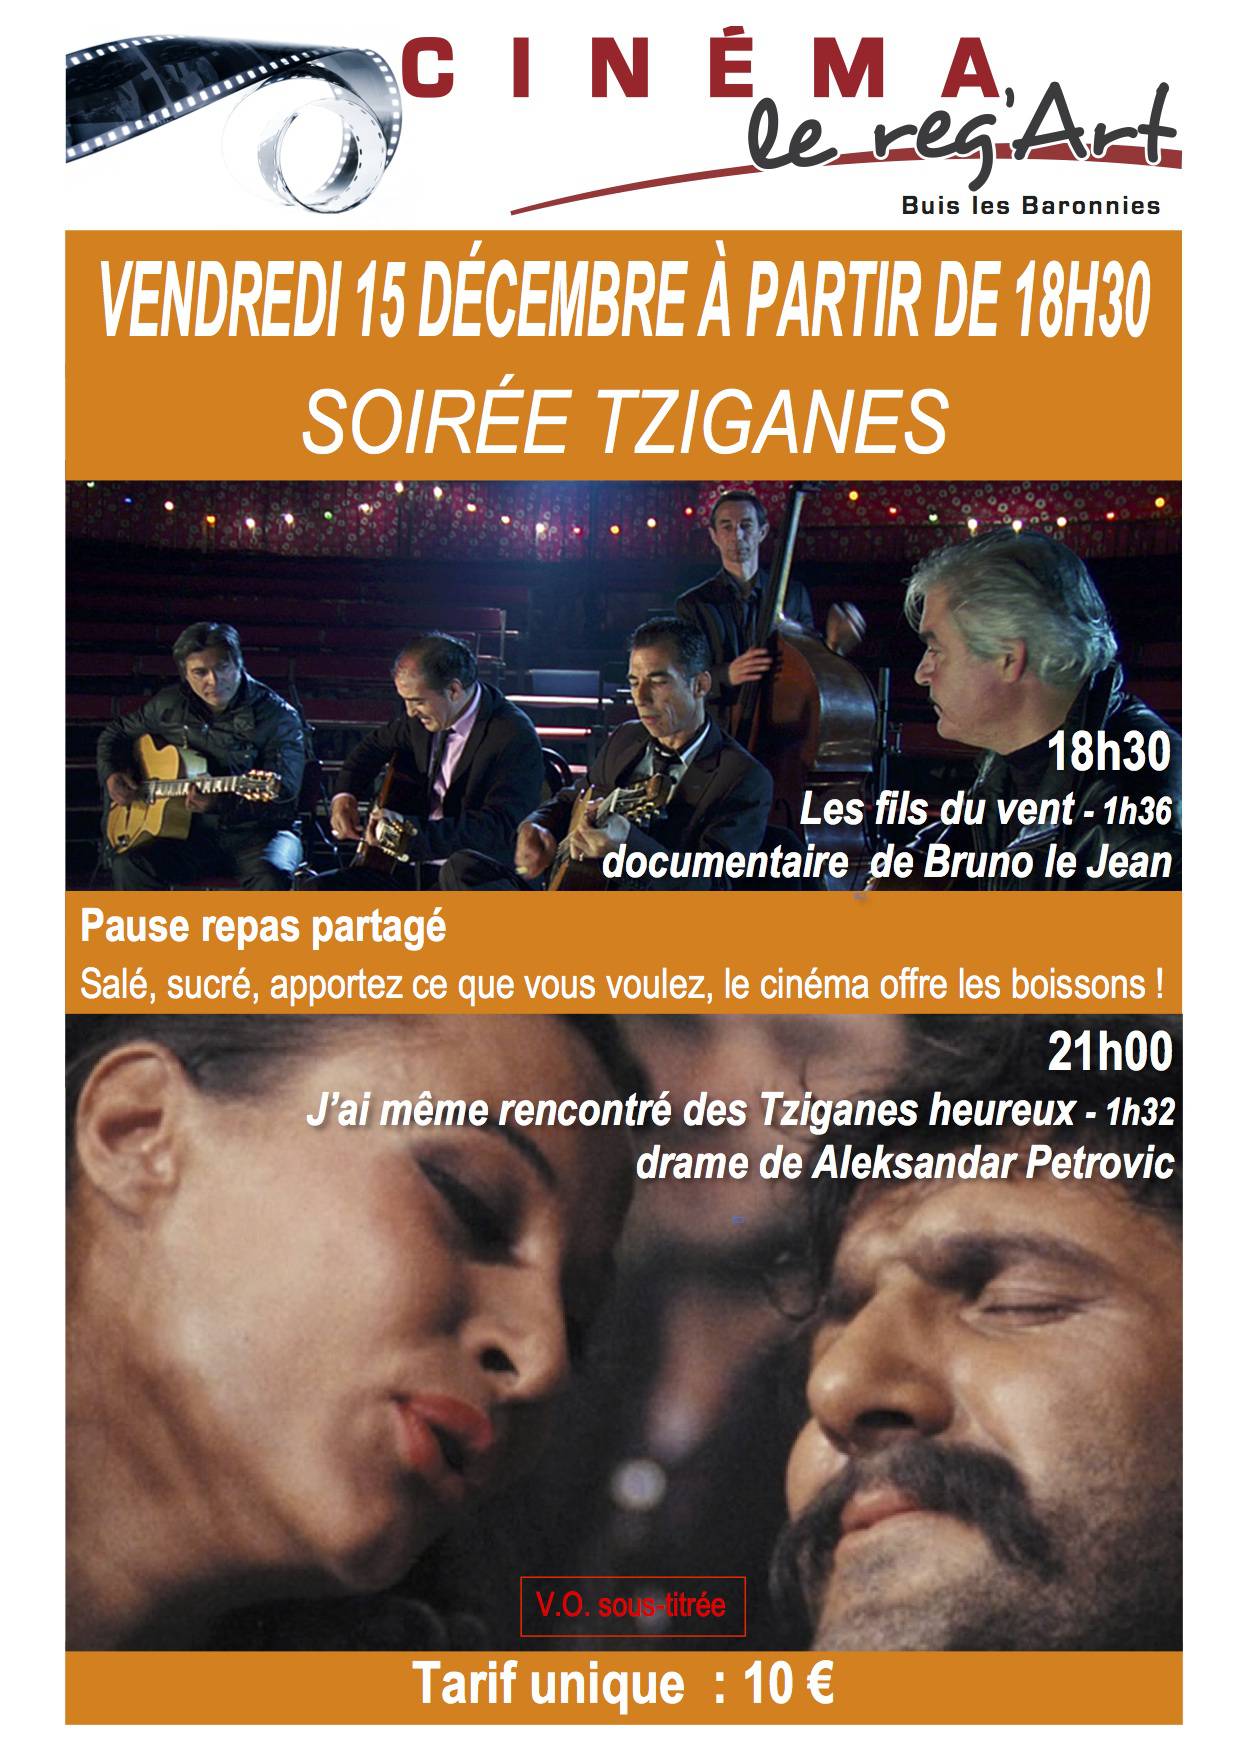 CINÉMA
le reg'Art
Buis les Baronnies
VENDREDI 15 DÉCEMBRE À PARTIR DE 18H30
SOIRÉE TZIGANES
18h30
Les fils du vent - 1h36
documentaire de Bruno le Jean
Pause repas partagé
Salé, sucré, apportez ce que vous voulez, le cinéma offre les boissons !
21h00
J'ai même rencontré des Tziganes heureux - 1h32
drame de Aleksandar Petrovic
V.O. sous-titrée
Tarif unique : 10 €